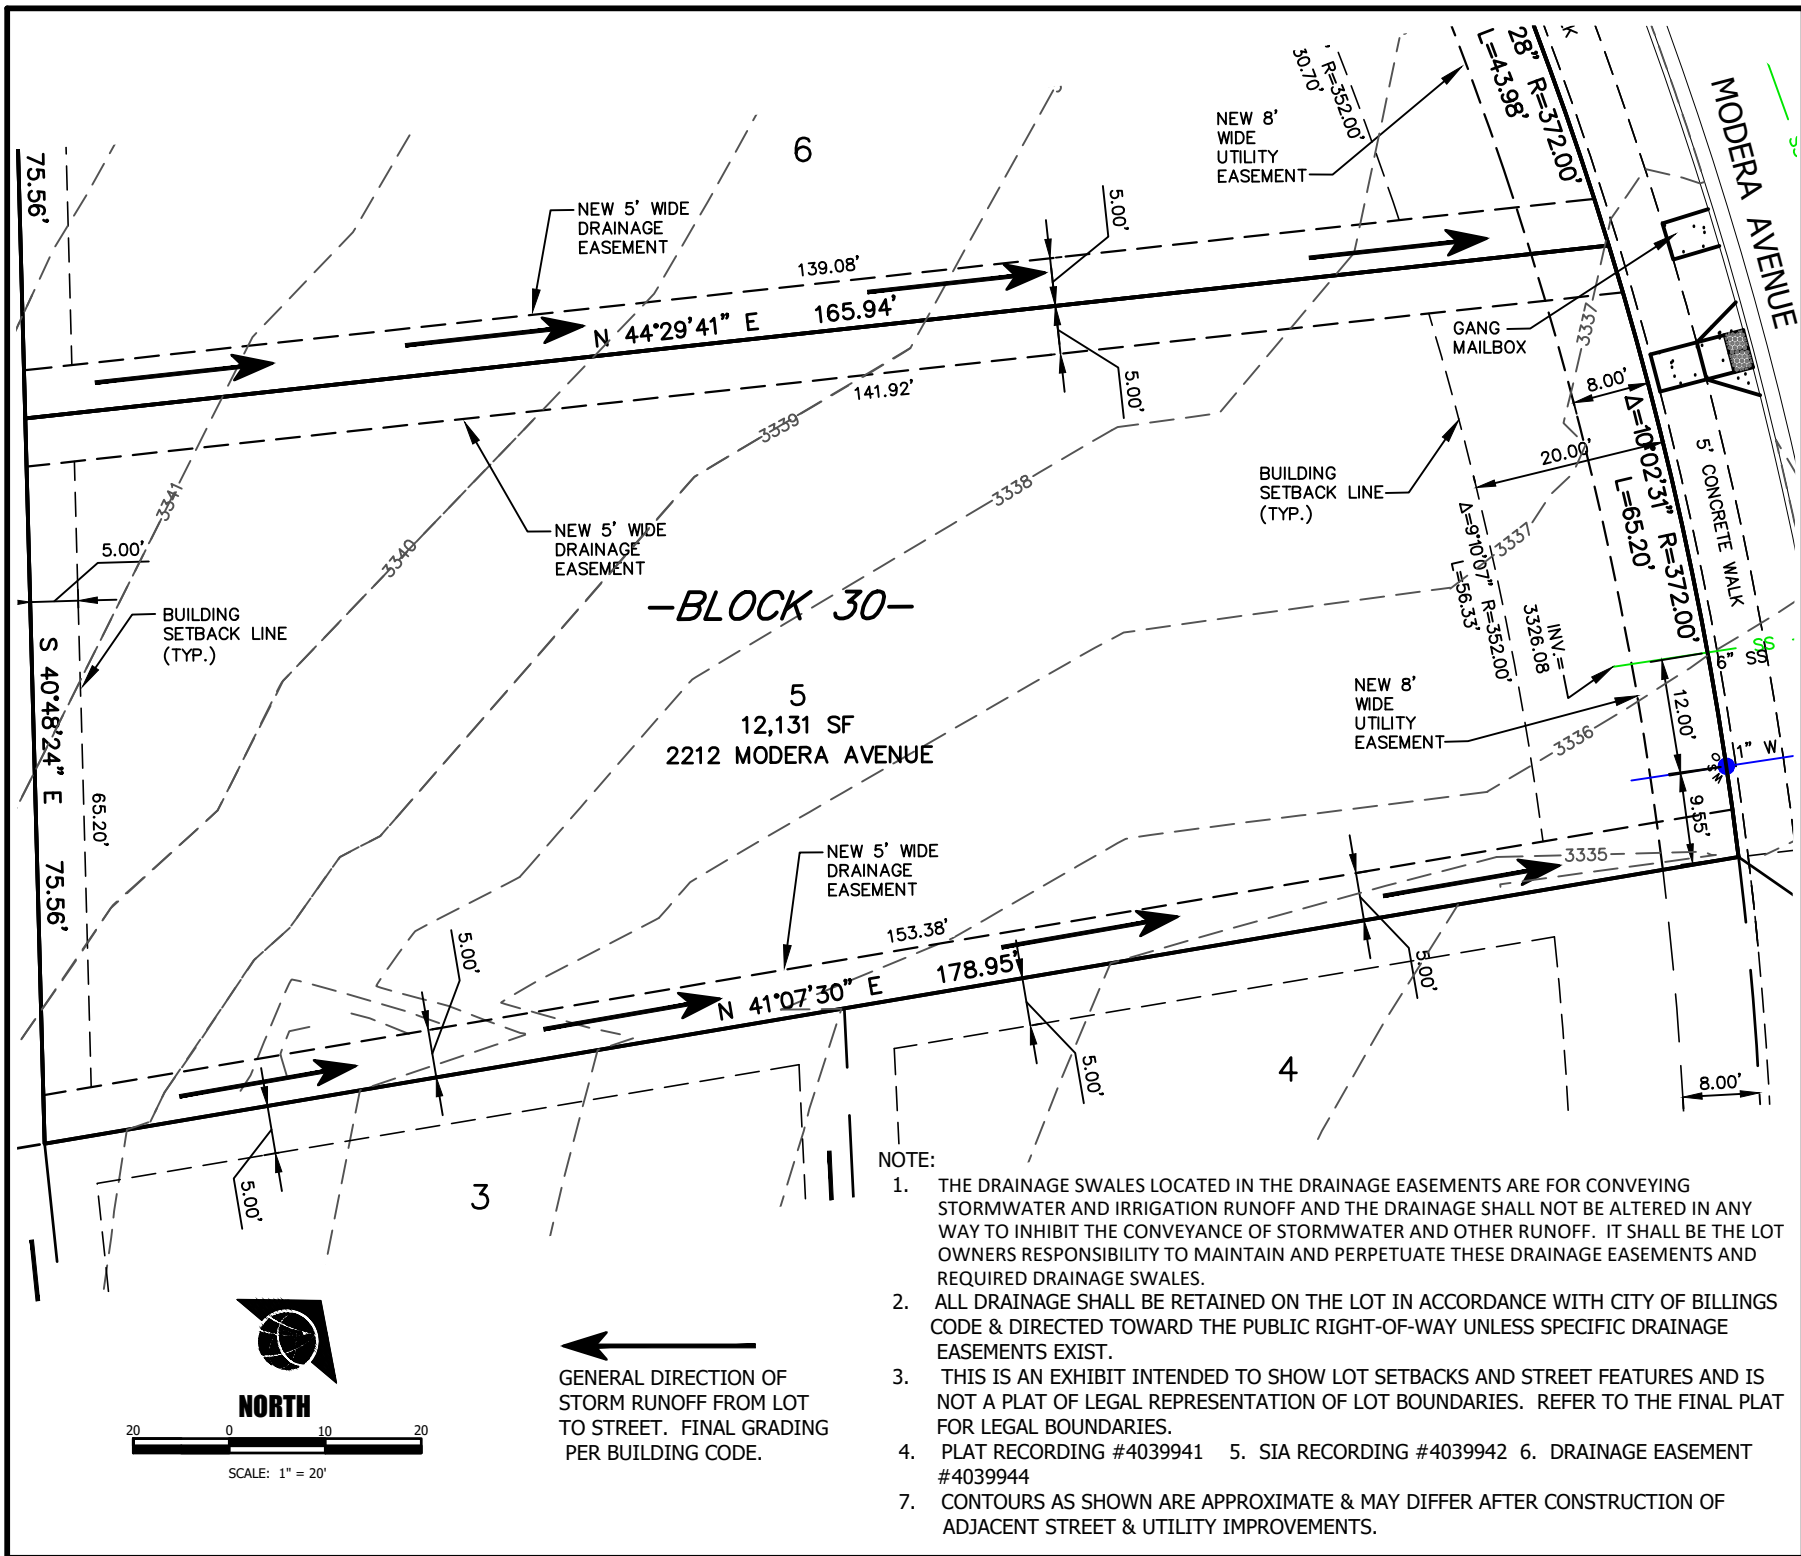 MODERA AVENUE
28" R=372.00'
L=43.98'
' R=352.00'
30.70'
NEW 8'
WIDE
UTILITY
EASEMENT
6
75.56'
NEW 5' WIDE
DRAINAGE
EASEMENT
5.00'
139.08'
N 44°29'41" E 165.94'
141.92'
5.00'
GANG
MAILBOX
3337
8.00'
20.00'
Δ=10°02'31" R=372.00'
L=65.20'
5' CONCRETE WALK
BUILDING
SETBACK LINE
(TYP.)
Δ=9°10'07" R=352.00'
L=56.33'
3341
3340
3339
3338
3337
NEW 5' WIDE
DRAINAGE
EASEMENT
5.00'
BUILDING
SETBACK LINE
(TYP.)
-BLOCK 30-
S 40°48'24" E 75.56'
65.20'
5
12,131 SF
2212 MODERA AVENUE
INV.=
3326.08
SS
6" SS
NEW 8'
WIDE
UTILITY
EASEMENT
12.00'
3336
1" W
WSO
9.55'
3335
NEW 5' WIDE
DRAINAGE
EASEMENT
153.38'
N 41°07'30" E 178.95'
5.00'
5.00'
5.00'
5.00'
3
4
8.00'
NOTE:
1. THE DRAINAGE SWALES LOCATED IN THE DRAINAGE EASEMENTS ARE FOR CONVEYING
STORMWATER AND IRRIGATION RUNOFF AND THE DRAINAGE SHALL NOT BE ALTERED IN ANY
WAY TO INHIBIT THE CONVEYANCE OF STORMWATER AND OTHER RUNOFF. IT SHALL BE THE LOT
OWNERS RESPONSIBILITY TO MAINTAIN AND PERPETUATE THESE DRAINAGE EASEMENTS AND
REQUIRED DRAINAGE SWALES.
2. ALL DRAINAGE SHALL BE RETAINED ON THE LOT IN ACCORDANCE WITH CITY OF BILLINGS
CODE & DIRECTED TOWARD THE PUBLIC RIGHT-OF-WAY UNLESS SPECIFIC DRAINAGE
EASEMENTS EXIST.
3. THIS IS AN EXHIBIT INTENDED TO SHOW LOT SETBACKS AND STREET FEATURES AND IS
NOT A PLAT OF LEGAL REPRESENTATION OF LOT BOUNDARIES. REFER TO THE FINAL PLAT
FOR LEGAL BOUNDARIES.
4. PLAT RECORDING #4039941 5. SIA RECORDING #4039942 6. DRAINAGE EASEMENT
#4039944
7. CONTOURS AS SHOWN ARE APPROXIMATE & MAY DIFFER AFTER CONSTRUCTION OF
ADJACENT STREET & UTILITY IMPROVEMENTS.
NORTH
20 0 10 20
SCALE: 1" = 20'
GENERAL DIRECTION OF
STORM RUNOFF FROM LOT
TO STREET. FINAL GRADING
PER BUILDING CODE.